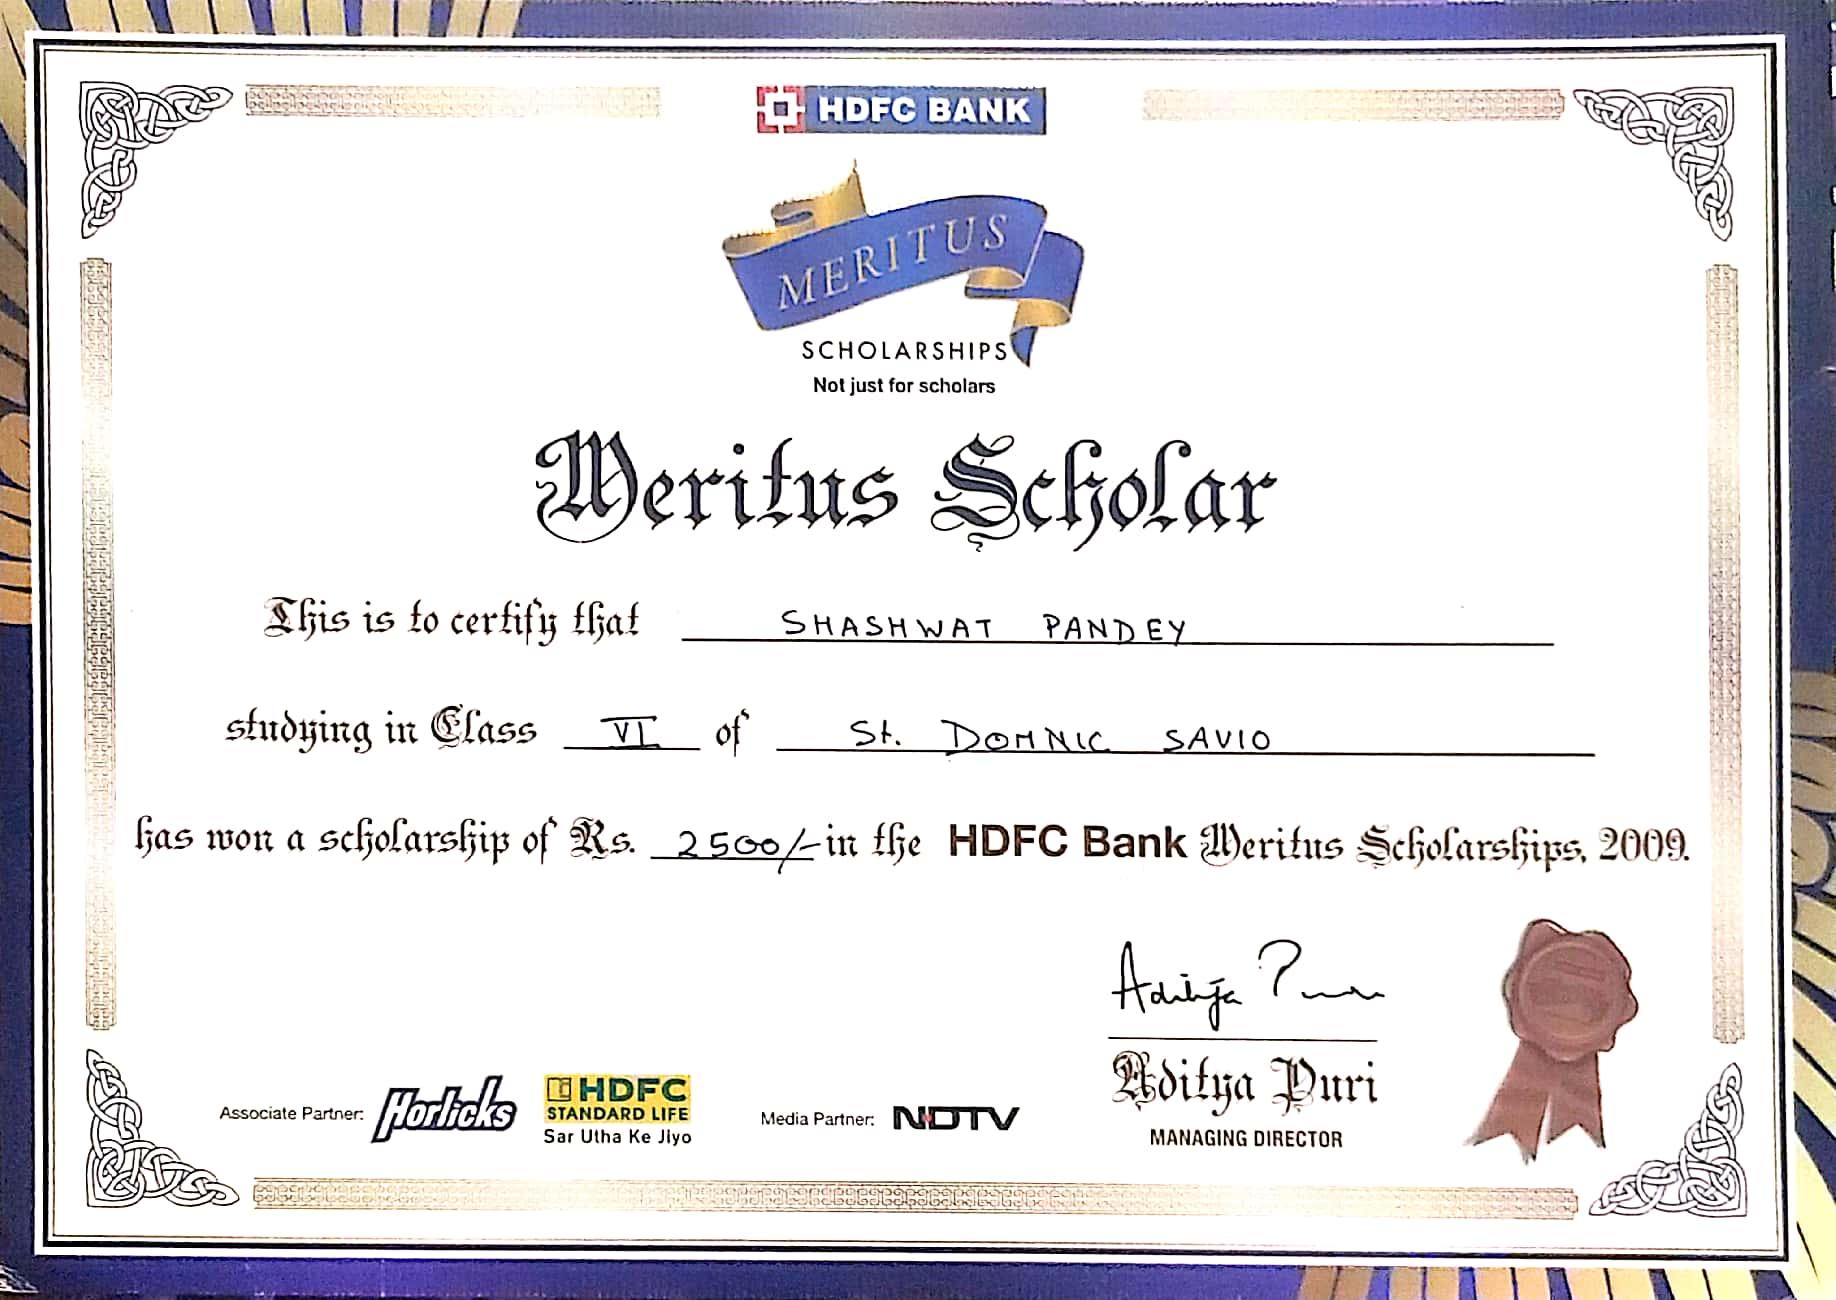 HDFC BANK
MERITUS
SCHOLARSHIPS
Not just for scholars
Meritus Scholar
This is to certify that SHASHWAT PANDEY
studying in Class VI of St. DOMNIC SAVIO
has won a scholarship of Rs. 2500/- in the HDFC Bank Meritus Scholarships, 2009.
Aditya Puri
Aditya Puri
MANAGING DIRECTOR
Associate Partner: Horlicks
HDFC
STANDARD LIFE
Sar Utha Ke Jiyo
Media Partner: NDTV